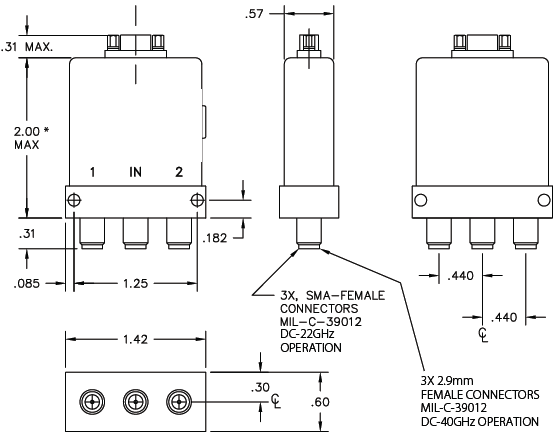 .57
.31 MAX.
2.00 *
MAX
1 IN 2
.31
.182
.085
1.25
.440
.440
℄
3X, SMA-FEMALE
CONNECTORS
MIL-C-39012
DC-22GHz
OPERATION
3X 2.9mm
FEMALE CONNECTORS
MIL-C-39012
DC-40GHz OPERATION
1.42
.30
℄
.60